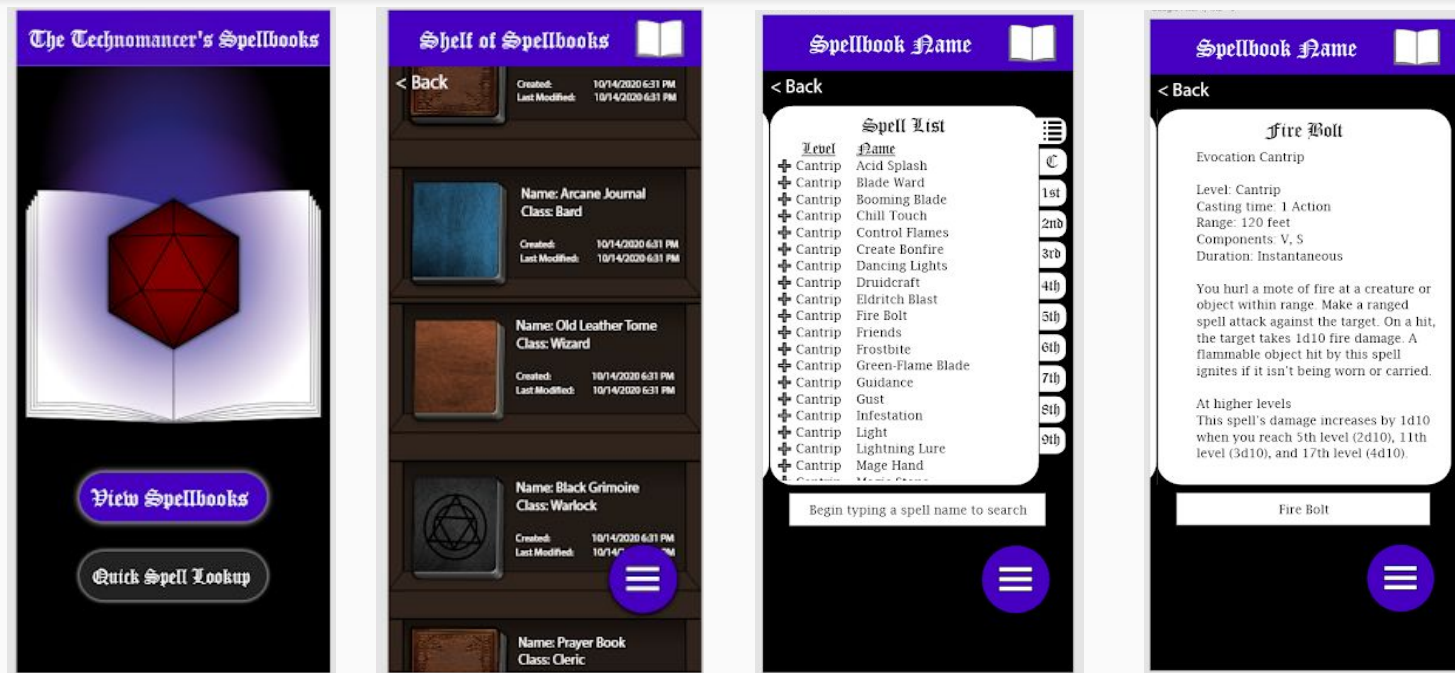 The Technomancer's Spellbooks
View Spellbooks
Quick Spell Lookup
Shelf of Spellbooks
< Back
Created: 10/14/2020 6:31 PM
Last Modified: 10/14/2020 6:31 PM
Name: Arcane Journal
Class: Bard
Created: 10/14/2020 6:31 PM
Last Modified: 10/14/2020 6:31 PM
Name: Old Leather Tome
Class: Wizard
Created: 10/14/2020 6:31 PM
Last Modified: 10/14/2020 6:31 PM
Name: Black Grimoire
Class: Warlock
Created: 10/14/2020 6:31 PM
Last Modified: 10/14/
Name: Prayer Book
Class: Cleric
Spellbook Name
< Back
Spell List
Level Name
Cantrip Acid Splash
Cantrip Blade Ward
Cantrip Booming Blade
Cantrip Chill Touch
Cantrip Control Flames
Cantrip Create Bonfire
Cantrip Dancing Lights
Cantrip Druidcraft
Cantrip Eldritch Blast
Cantrip Fire Bolt
Cantrip Friends
Cantrip Frostbite
Cantrip Green-Flame Blade
Cantrip Guidance
Cantrip Gust
Cantrip Infestation
Cantrip Light
Cantrip Lightning Lure
Cantrip Mage Hand
C
1st
2nd
3rd
4th
5th
6th
7th
8th
9th
Begin typing a spell name to search
Spellbook Name
< Back
Fire Bolt
Evocation Cantrip
Level: Cantrip
Casting time: 1 Action
Range: 120 feet
Components: V, S
Duration: Instantaneous
You hurl a mote of fire at a creature or
object within range. Make a ranged
spell attack against the target. On a hit,
the target takes 1d10 fire damage. A
flammable object hit by this spell
ignites if it isn't being worn or carried.
At higher levels
This spell's damage increases by 1d10
when you reach 5th level (2d10), 11th
level (3d10), and 17th level (4d10).
Fire Bolt